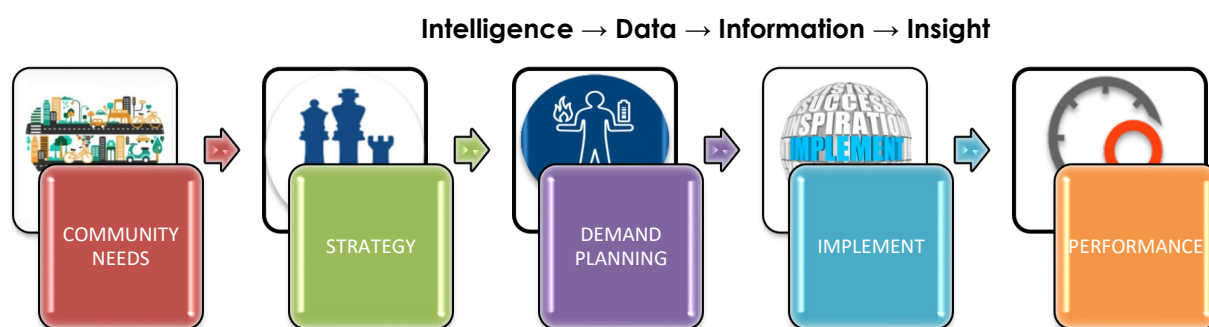 Intelligence → Data → Information → Insight
SUCCESS
INSPIRATION
IMPLEMENT
COMMUNITY
NEEDS
STRATEGY
DEMAND
PLANNING
IMPLEMENT
PERFORMANCE